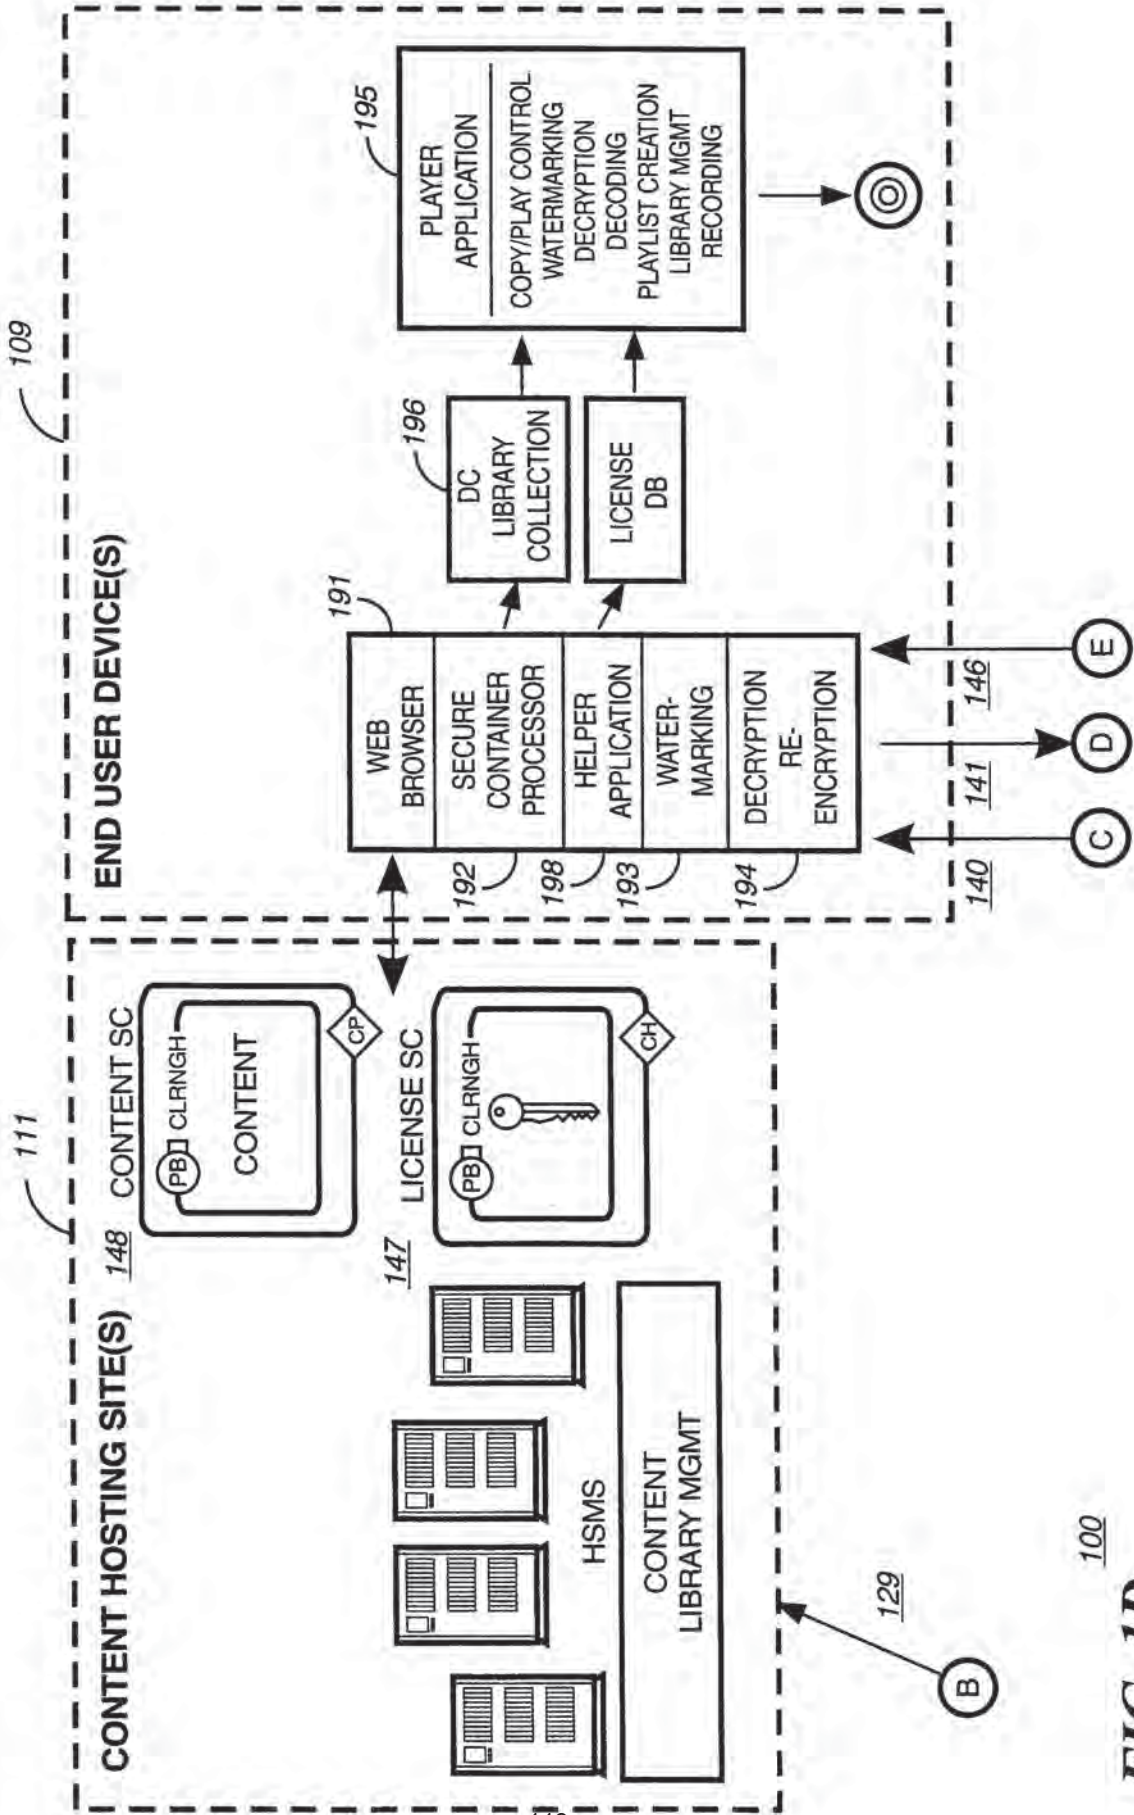 111
CONTENT HOSTING SITE(S)
148
CONTENT SC
PB
CLRNGH
CONTENT
CP
147
LICENSE SC
PB
CLRNGH
CH
HSMS
CONTENT
LIBRARY MGMT
129
B
109
END USER DEVICE(S)
191
WEB
BROWSER
SECURE
CONTAINER
PROCESSOR
HELPER
APPLICATION
WATER-
MARKING
DECRYPTION
RE-
ENCRYPTION
192
198
193
194
196
DC
LIBRARY
COLLECTION
LICENSE
DB
195
PLAYER
APPLICATION
COPY/PLAY CONTROL
WATERMARKING
DECRYPTION
DECODING
PLAYLIST CREATION
LIBRARY MGMT
RECORDING
140
141
146
C
D
E
100